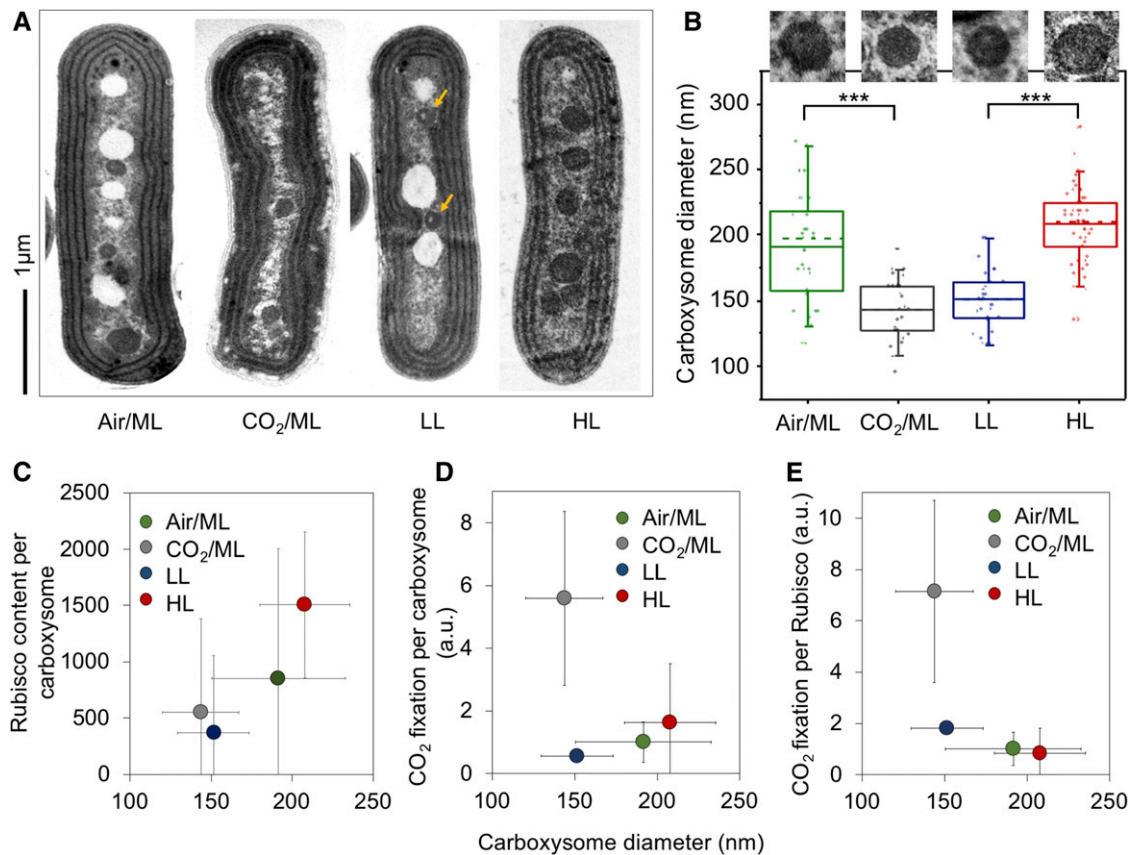 A
1µm
Air/ML
CO₂/ML
LL
HL
B
Carboxysome diameter (nm)
300
250
200
150
100
***
***
Air/ML
CO₂/ML
LL
HL
C
Rubisco content per
carboxysome
2500
2000
1500
1000
500
0
Air/ML
CO₂/ML
LL
HL
100
150
200
250
D
CO₂ fixation per carboxysome
(a.u.)
8
6
4
2
0
Air/ML
CO₂/ML
LL
HL
100
150
200
250
E
CO₂ fixation per Rubisco (a.u.)
10
8
6
4
2
0
Air/ML
CO₂/ML
LL
HL
100
150
200
250
Carboxysome diameter (nm)